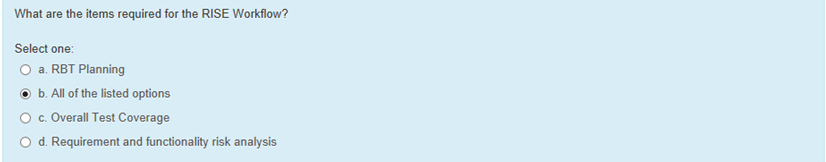 What are the items required for the RISE Workflow?
Select one:
a. RBT Planning
b. All of the listed options
c. Overall Test Coverage
d. Requirement and functionality risk analysis